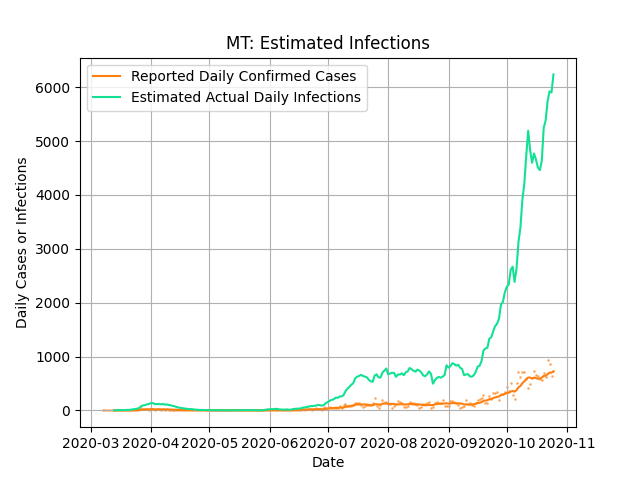 MT: Estimated Infections
Reported Daily Confirmed Cases
Estimated Actual Daily Infections
6000
5000
4000
3000
2000
1000
0
Daily Cases or Infections
2020-03 2020-04 2020-05 2020-06 2020-07 2020-08 2020-09 2020-10 2020-11
Date